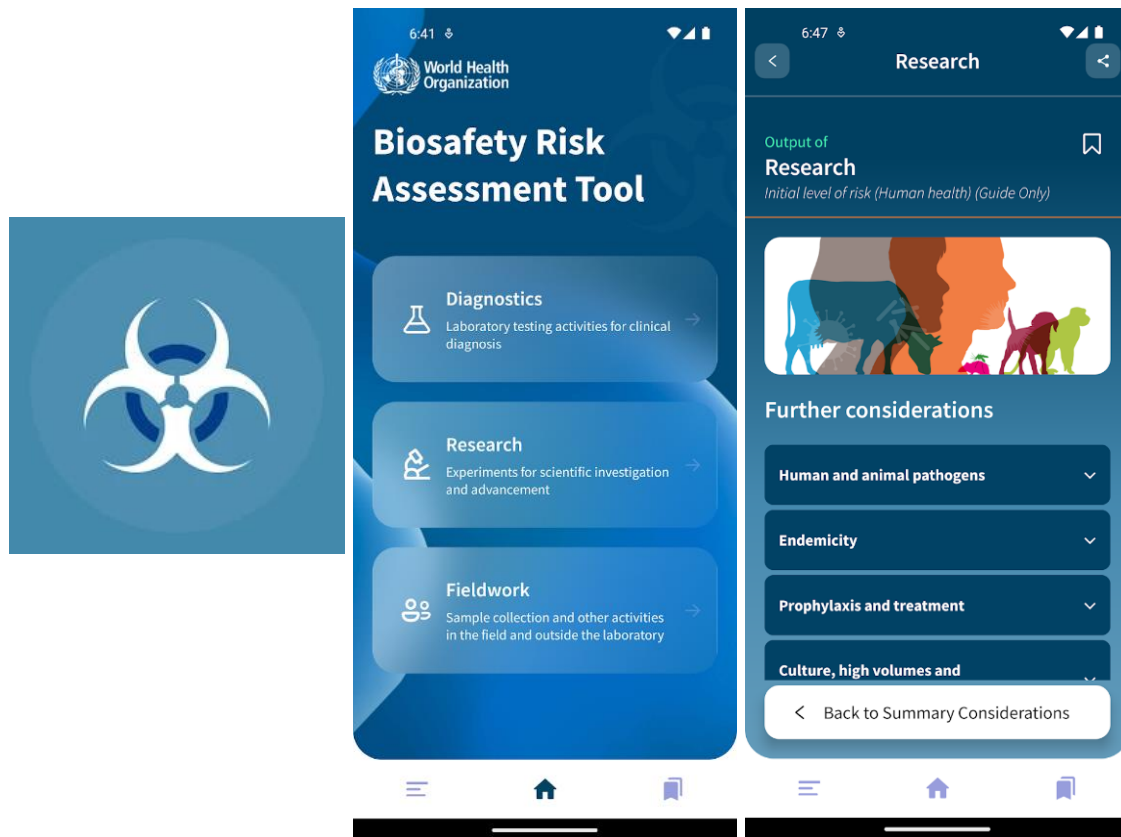 6:41
World Health
Organization
Biosafety Risk
Assessment Tool
Diagnostics
Laboratory testing activities for clinical
diagnosis
Research
Experiments for scientific investigation
and advancement
Fieldwork
Sample collection and other activities
in the field and outside the laboratory
6:47
Research
Output of
Research
Initial level of risk (Human health) (Guide Only)
Further considerations
Human and animal pathogens
Endemicity
Prophylaxis and treatment
Culture, high volumes and
Back to Summary Considerations